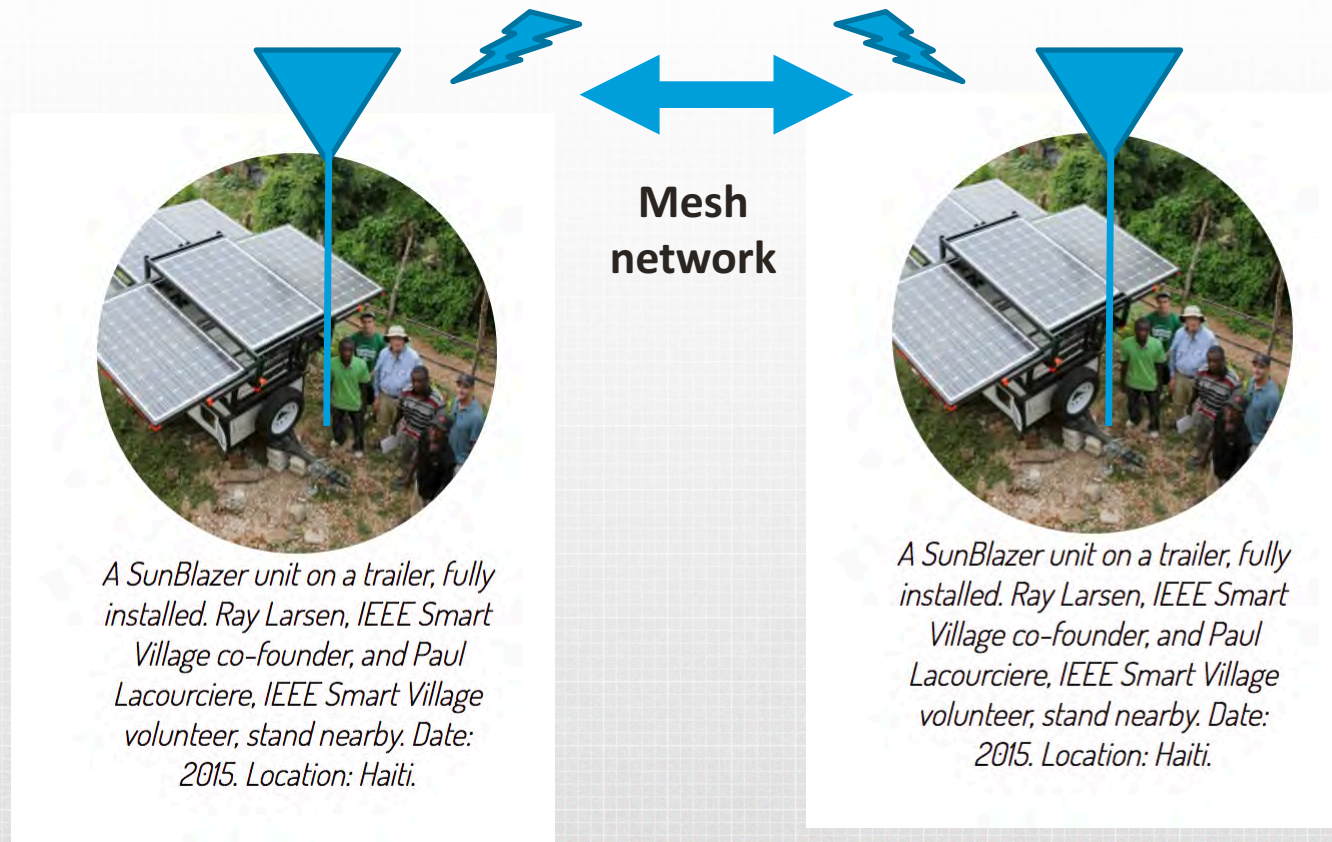 Mesh
network
A SunBlazer unit on a trailer, fully
installed. Ray Larsen, IEEE Smart
Village co-founder, and Paul
Lacourciere, IEEE Smart Village
volunteer, stand nearby. Date:
2015. Location: Haiti.
A SunBlazer unit on a trailer, fully
installed. Ray Larsen, IEEE Smart
Village co-founder, and Paul
Lacourciere, IEEE Smart Village
volunteer, stand nearby. Date:
2015. Location: Haiti.